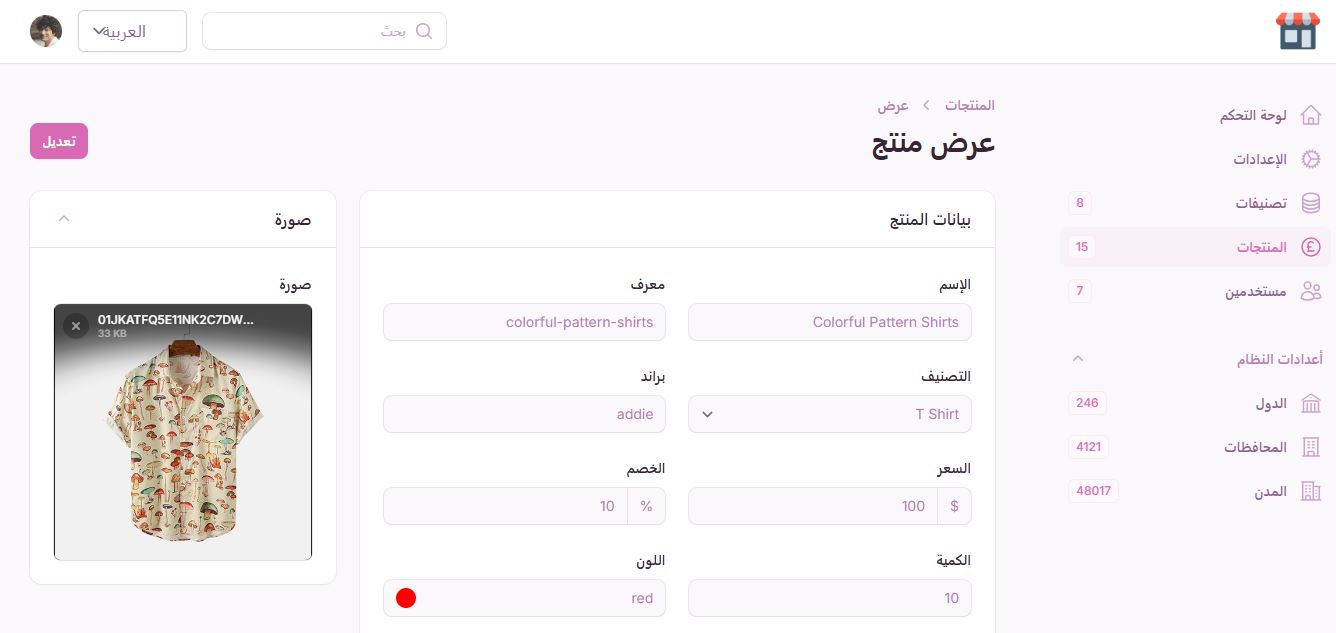 العربية
بحث
لوحة التحكم
الإعدادات
تصنيفات 8
المنتجات 15
مستخدمين 7
أعدادات النظام
الدول 246
المحافظات 4121
المدن 48017
المنتجات > عرض
عرض منتج
تعديل
بيانات المنتج
الإسم
Colorful Pattern Shirts
معرف
colorful-pattern-shirts
التصنيف
T Shirt
براند
addie
السعر
$ 100
الخصم
% 10
الكمية
10
اللون
red
صورة
صورة
01JKATFQ5E11NK2C7DW...
33 KB